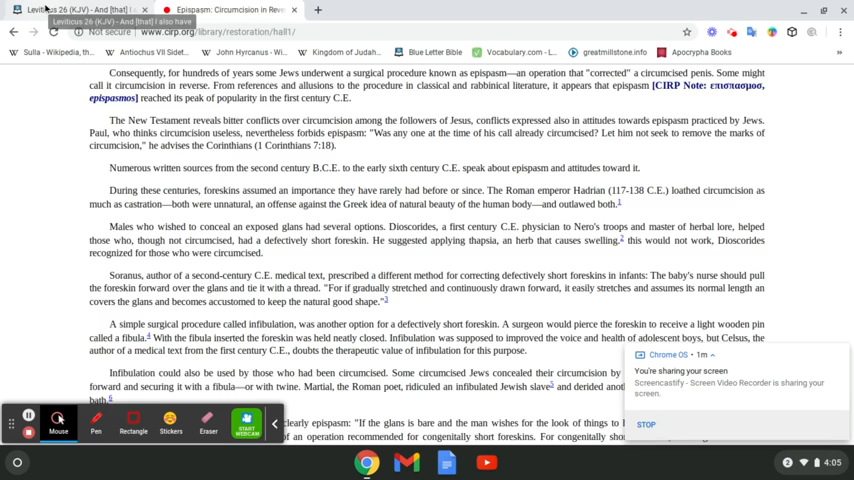 Leviticus 26 (KJV) - And [that] I al
Epispasm: Circumcision in Rever
Leviticus 26 (KJV) - And [that] I also have
Not secure
www.cirp.org/library/restoration/hall1/
Sulla - Wikipedia, th...
Antiochus VII Sidet...
John Hyrcanus - Wi...
Kingdom of Judah...
Blue Letter Bible
Vocabulary.com - L...
greatmillstone.info
Apocrypha Books
»
Consequently, for hundreds of years some Jews underwent a surgical procedure known as epispasm—an operation that "corrected" a circumcised penis. Some might
call it circumcision in reverse. From references and allusions to the procedure in classical and rabbinical literature, it appears that epispasm [CIRP Note: επισπασμοσ,
epispasmos] reached its peak of popularity in the first century C.E.
The New Testament reveals bitter conflicts over circumcision among the followers of Jesus, conflicts expressed also in attitudes towards epispasm practiced by Jews.
Paul, who thinks circumcision useless, nevertheless forbids epispasm: "Was any one at the time of his call already circumcised? Let him not seek to remove the marks of
circumcision," he advises the Corinthians (1 Corinthians 7:18).
Numerous written sources from the second century B.C.E. to the early sixth century C.E. speak about epispasm and attitudes toward it.
During these centuries, foreskins assumed an importance they have rarely had before or since. The Roman emperor Hadrian (117-138 C.E.) loathed circumcision as
much as castration—both were unnatural, an offense against the Greek idea of natural beauty of the human body—and outlawed both.1
Males who wished to conceal an exposed glans had several options. Dioscorides, a first century C.E. physician to Nero's troops and master of herbal lore, helped
those who, though not circumcised, had a defectively short foreskin. He suggested applying thapsia, an herb that causes swelling.2 this would not work, Dioscorides
recognized for those who were circumcised.
Soranus, author of a second-century C.E. medical text, prescribed a different method for correcting defectively short foreskins in infants: The baby's nurse should pull
the foreskin forward over the glans and tie it with a thread. "For if gradually stretched and continuously drawn forward, it easily stretches and assumes its normal length an
covers the glans and becomes accustomed to keep the natural good shape."3
A simple surgical procedure called infibulation, was another option for a defectively short foreskin. A surgeon would pierce the foreskin to receive a light wooden pin
called a fibula.4 With the fibula inserted the foreskin was held neatly closed. Infibulation was supposed to improved the voice and health of adolescent boys, but Celsus, the
author of a medical text from the first century C.E., doubts the therapeutic value of infibulation for this purpose.
Infibulation could also be used by those who had been circumcised. Some circumcised Jews concealed their circumcision by
forward and securing it with a fibula—or with twine. Martial, the Roman poet, ridiculed an infibulated Jewish slave5 and derided anot
bath.6
clearly epispasm: "If the glans is bare and the man wishes for the look of things to
of an operation recommended for congenitally short foreskins. For congenitally sho
Chrome OS • 1m
You're sharing your screen
Screencastify - Screen Video Recorder is sharing your
screen.
STOP
Mouse
Pen
Rectangle
Stickers
Eraser
START
WEBCAM
2
4:05